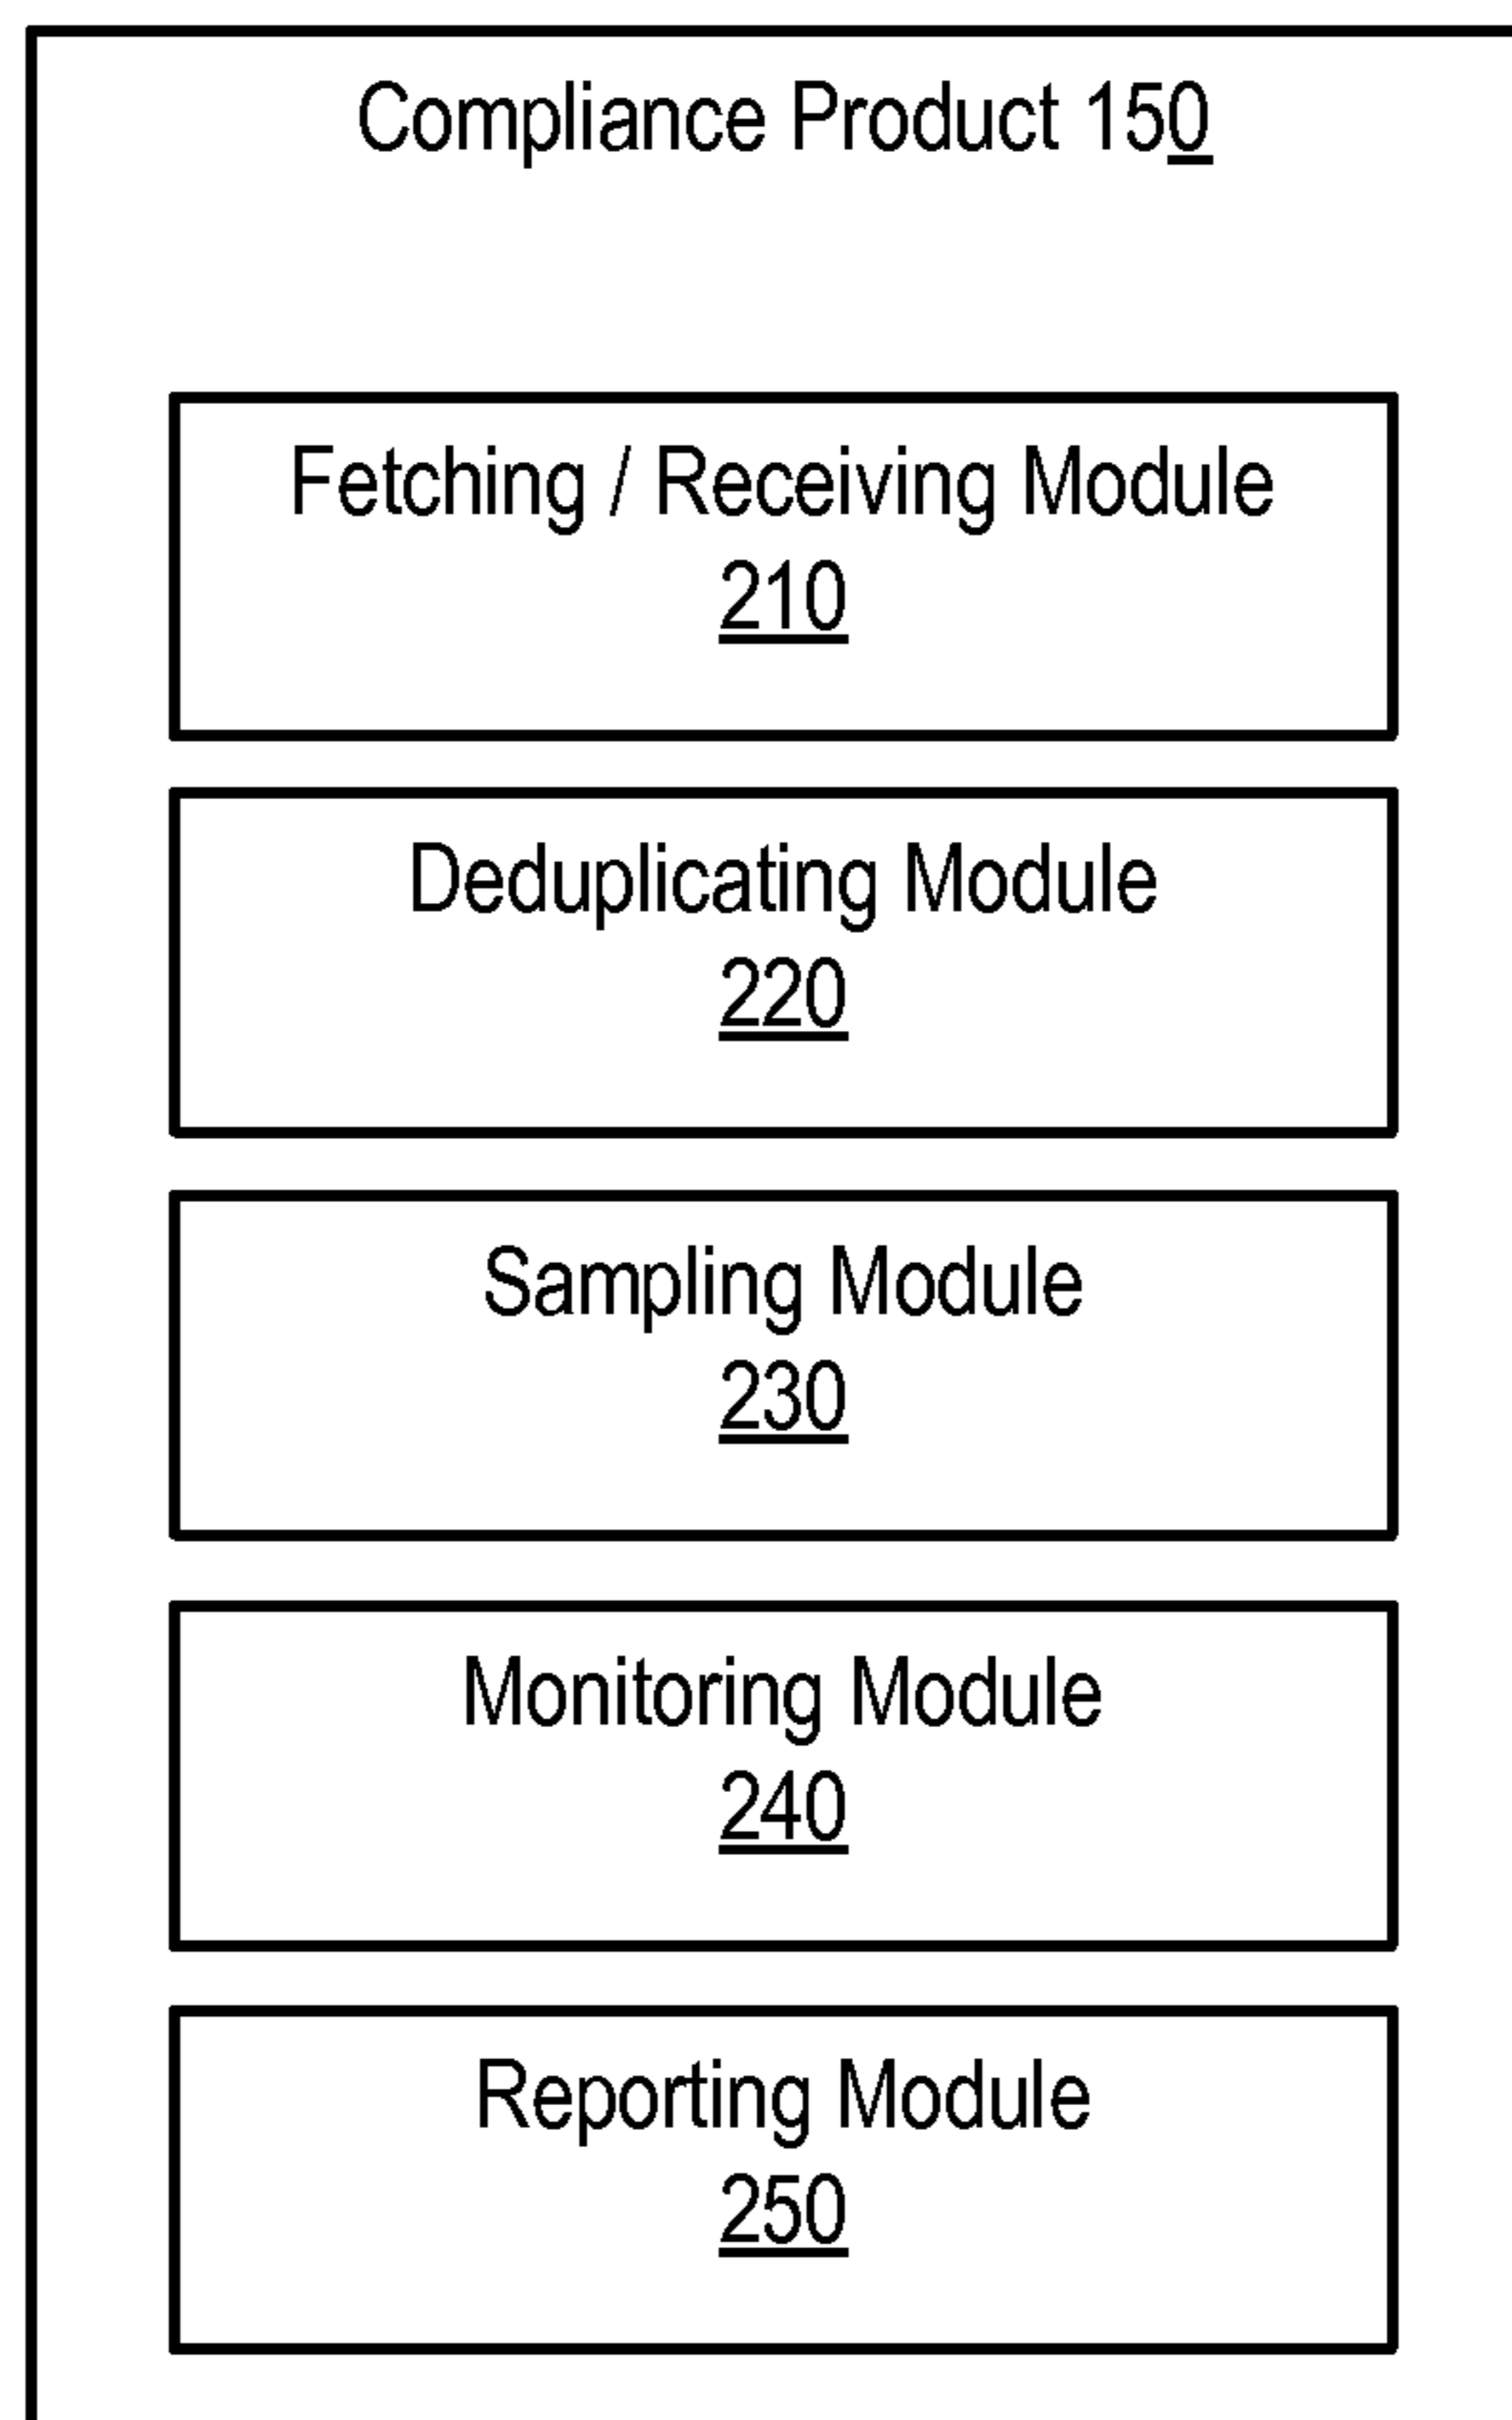 Compliance Product 150
Fetching / Receiving Module
210
Deduplicating Module
220
Sampling Module
230
Monitoring Module
240
Reporting Module
250